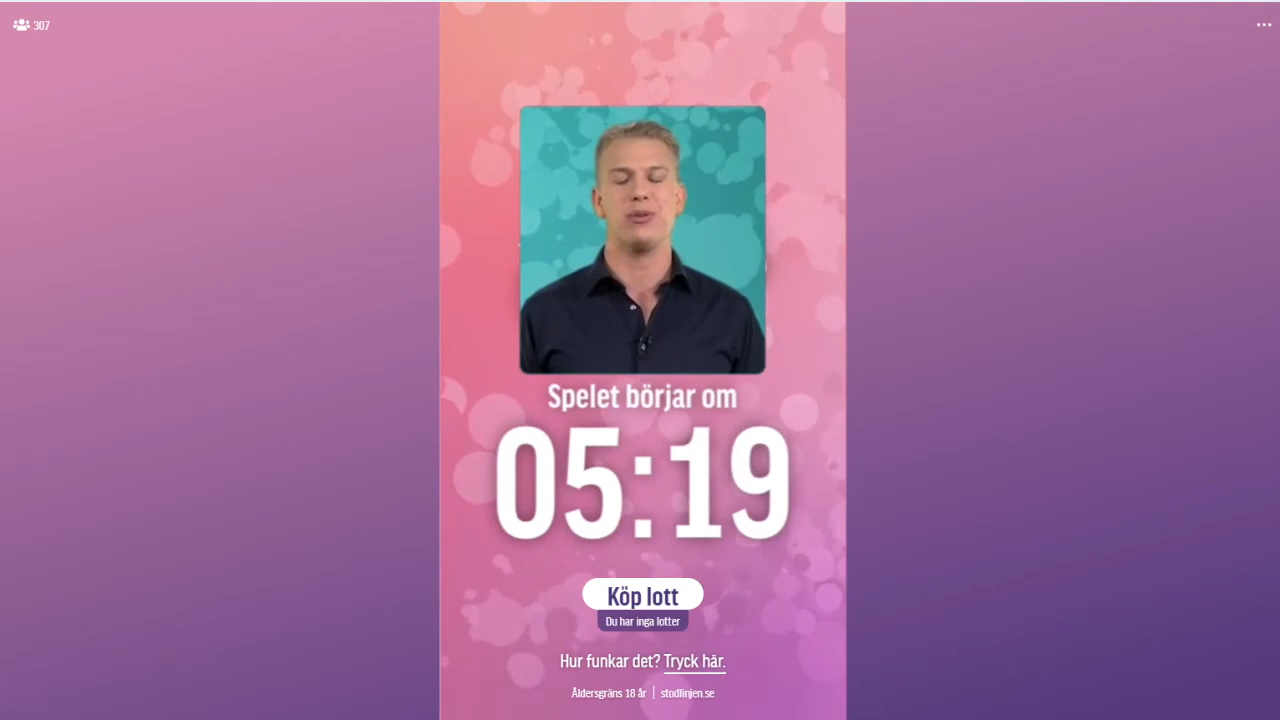 307
Spelet börjar om
05:19
Köp lott
Du har inga lotter
Hur funkar det? Tryck här.
Åldersgräns 18 år | stodlinjen.se